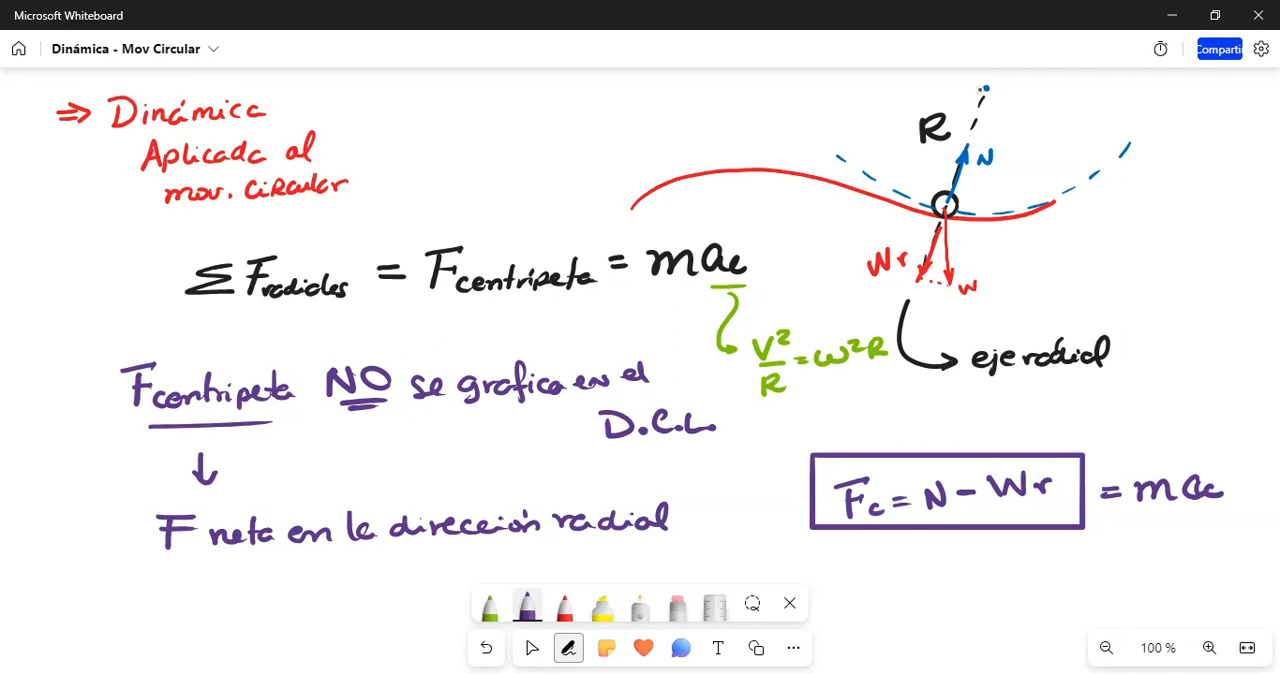 Microsoft Whiteboard
Dinámica - Mov Circular
Comparti
⇒ Dinámica
Aplicada al
mov. circular
R
N
Wr
w
eje radial
Σ Fradiales = Fcentrípeta = mac
V²/R = ω²R
Fcentripeta NO se grafica en el
D.C.L.
↓
F neta en la dirección radial
Fc = N - Wr = mac
100 %